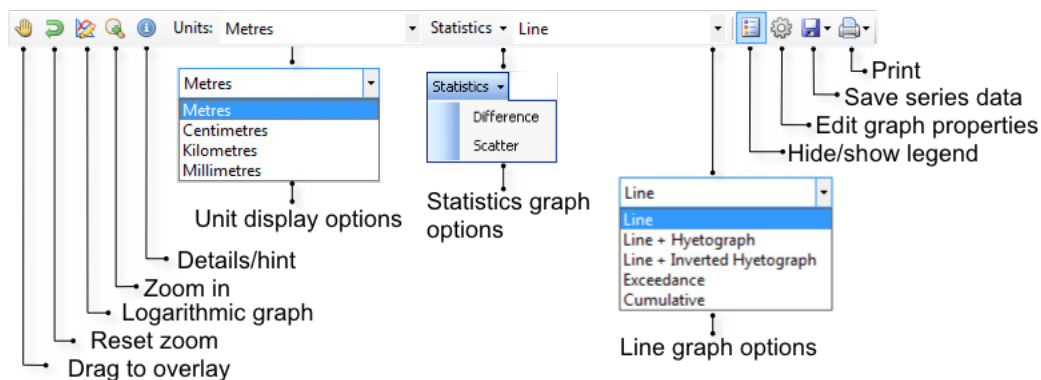 Units: Metres Statistics Line
Metres
Metres
Centimetres
Kilometres
Millimetres
Unit display options
Statistics
Difference
Scatter
Statistics graph
options
Line
Line
Line + Hyetograph
Line + Inverted Hyetograph
Exceedance
Cumulative
Line graph options
Print
Save series data
Edit graph properties
Hide/show legend
Details/hint
Zoom in
Logarithmic graph
Reset zoom
Drag to overlay